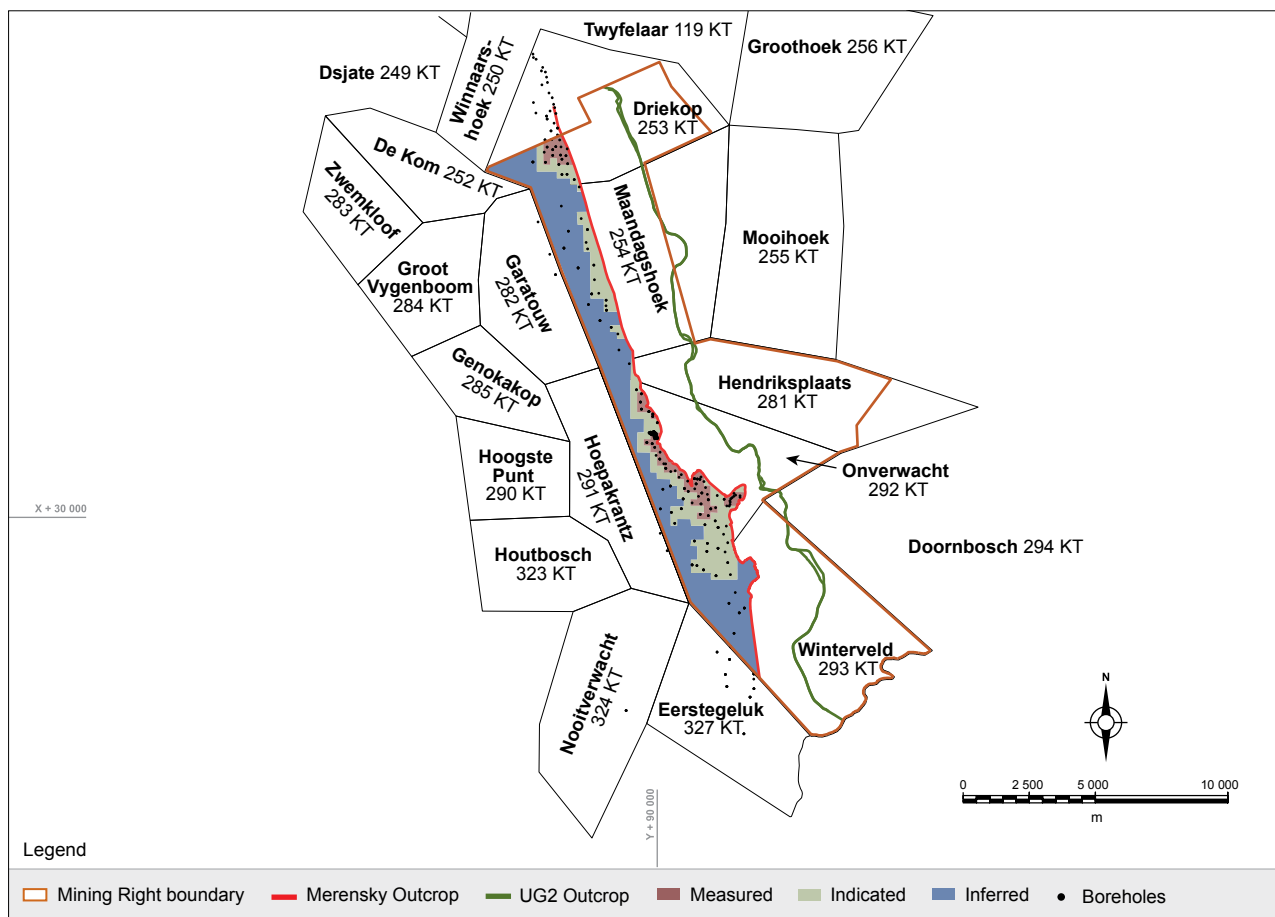 Twyfelaar 119 KT
Groothoek 256 KT
Dsjate 249 KT
Winnaars-
hoek 250 KT
Driekop
253 KT
De Kom 252 KT
Zwemkloof
283 KT
Maandagshoek
254 KT
Mooihoek
255 KT
Groot
Vygenboom
284 KT
Garatouw
282 KT
Genokakop
285 KT
Hendriksplaats
281 KT
Hoepakrantz
291 KT
Hoogste
Punt
290 KT
Onverwacht
292 KT
X + 30 000
Houtbosch
323 KT
Doornbosch 294 KT
Nooitverwacht
324 KT
Winterveld
293 KT
Eerstegeluk
327 KT
N
Y + 90 000
0 2 500 5 000 10 000
m
Legend
Mining Right boundary Merensky Outcrop UG2 Outcrop Measured Indicated Inferred Boreholes